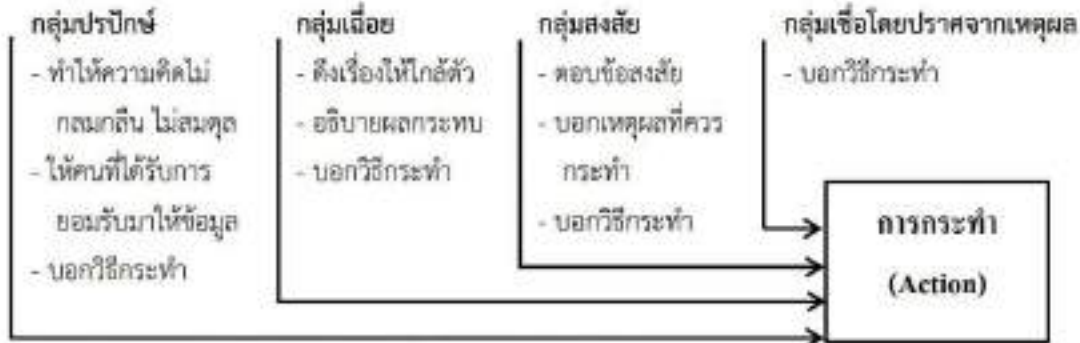 กลุ่มปรปักษ์
- ทำให้ความคิดไม่
กลมกลืน ไม่สมดุล
- ให้คนที่ได้รับการ
ยอมรับมาให้ข้อมูล
- บอกวิธีกระทำ
กลุ่มเฉื่อย
- ดึงเรื่องให้ใกล้ตัว
- อธิบายผลกระทบ
- บอกวิธีกระทำ
กลุ่มสงสัย
- ตอบข้อสงสัย
- บอกเหตุผลที่ควร
กระทำ
- บอกวิธีกระทำ
กลุ่มเชื่อโดยปราศจากเหตุผล
- บอกวิธีกระทำ
การกระทำ
(Action)